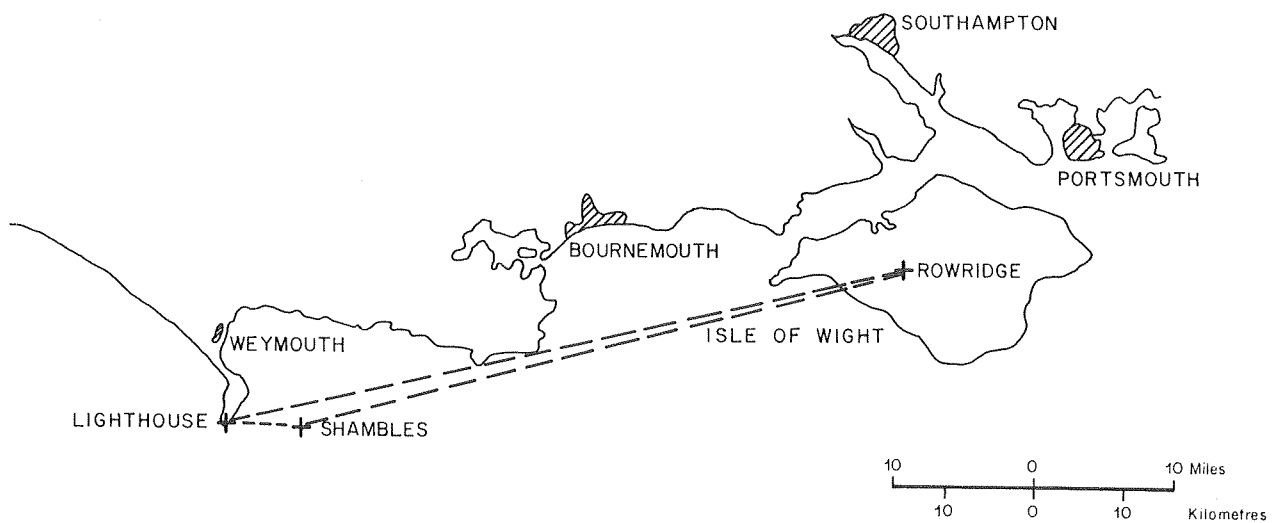 SOUTHAMPTON
PORTSMOUTH
BOURNEMOUTH
ROWRIDGE
ISLE OF WIGHT
WEYMOUTH
LIGHTHOUSE
SHAMBLES
10 0 10 Miles
10 0 10 Kilometres